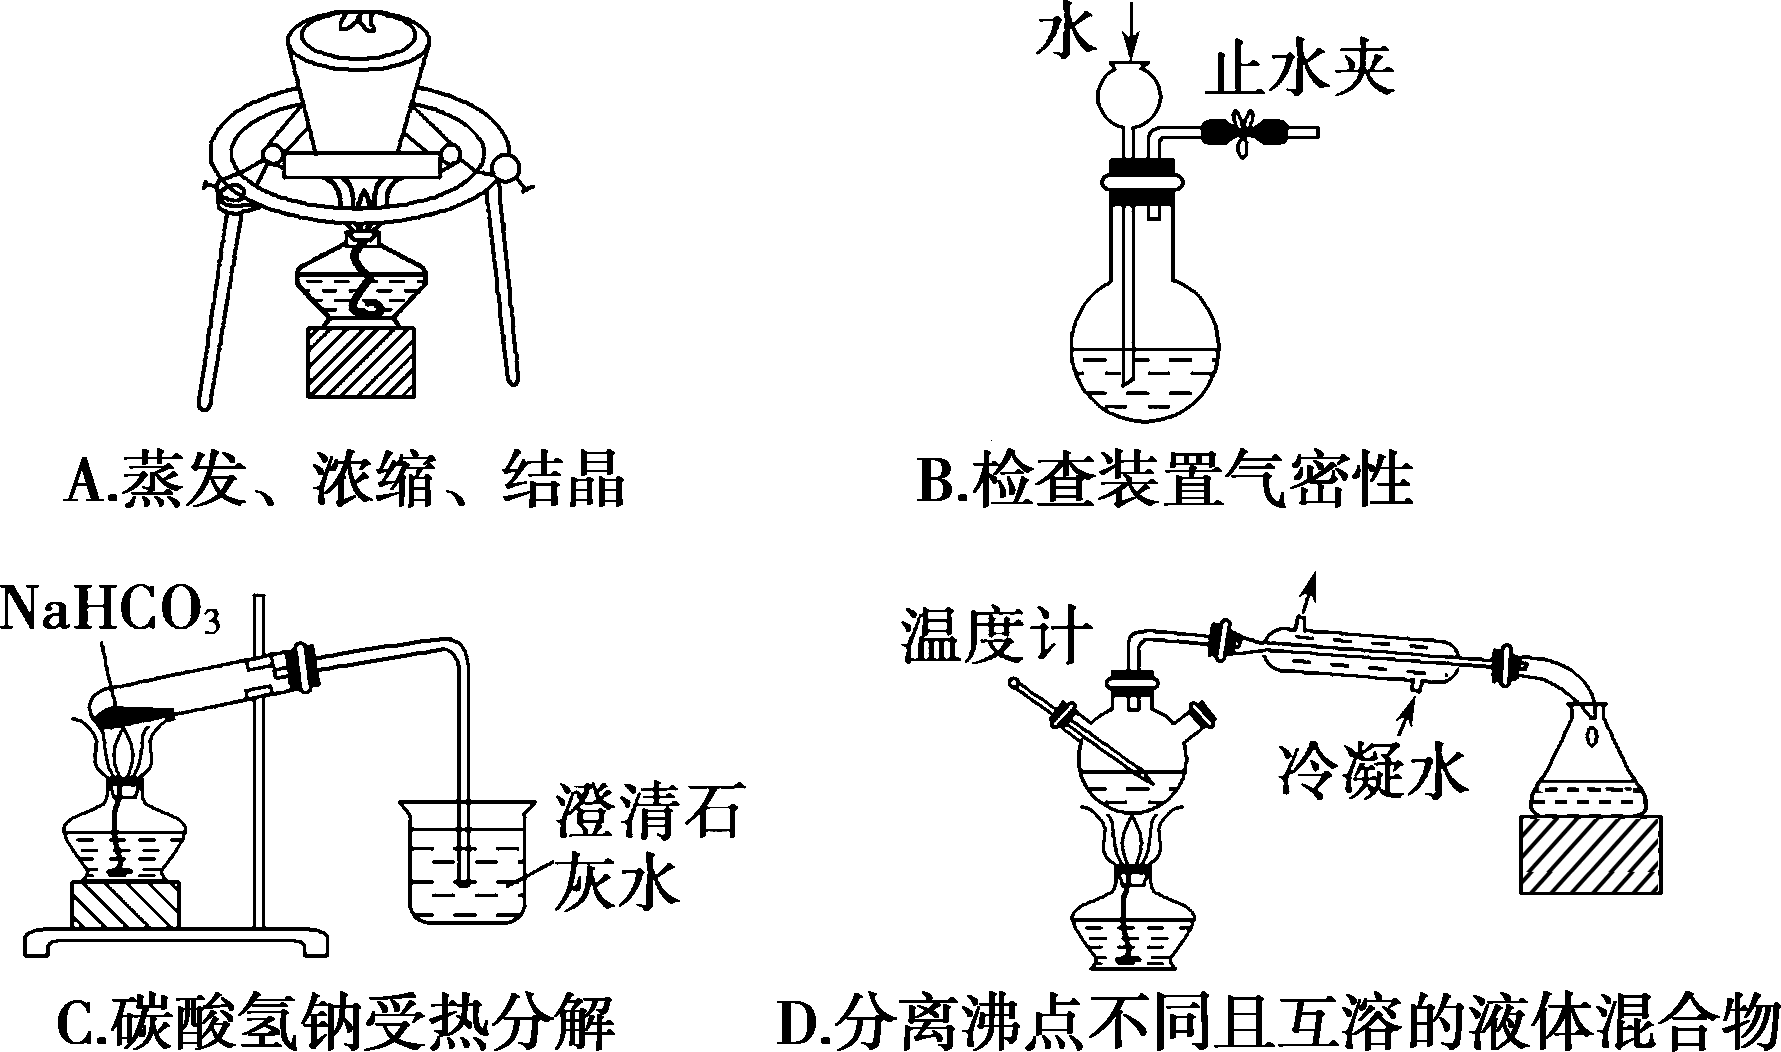 水
止水夹
A.蒸发、浓缩、结晶
B.检查装置气密性
NaHCO₃
澄清石
灰水
温度计
冷凝水
C.碳酸氢钠受热分解
D.分离沸点不同且互溶的液体混合物